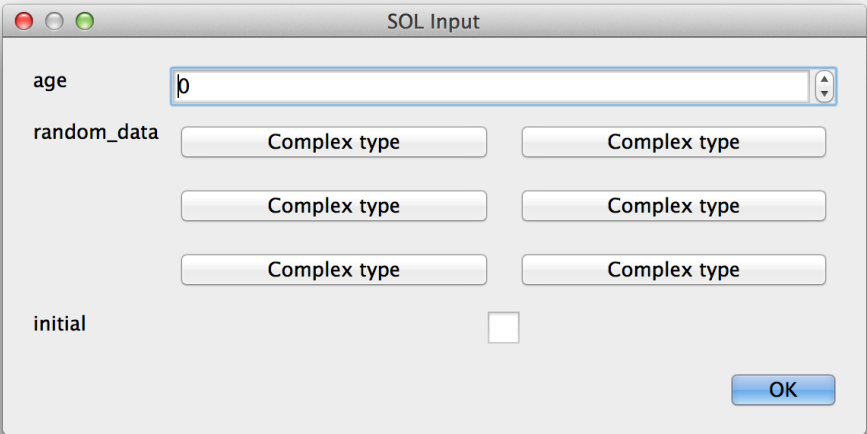 SOL Input
age 0
random_data Complex type Complex type
Complex type Complex type
Complex type Complex type
initial
OK